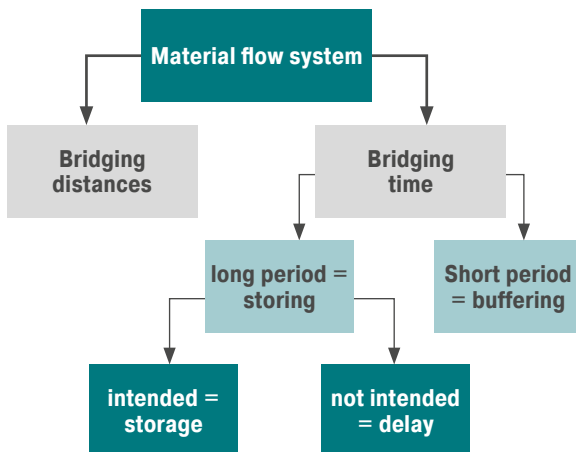 Material flow system
Bridging
distances
Bridging
time
long period =
storing
Short period
= buffering
intended =
storage
not intended
= delay